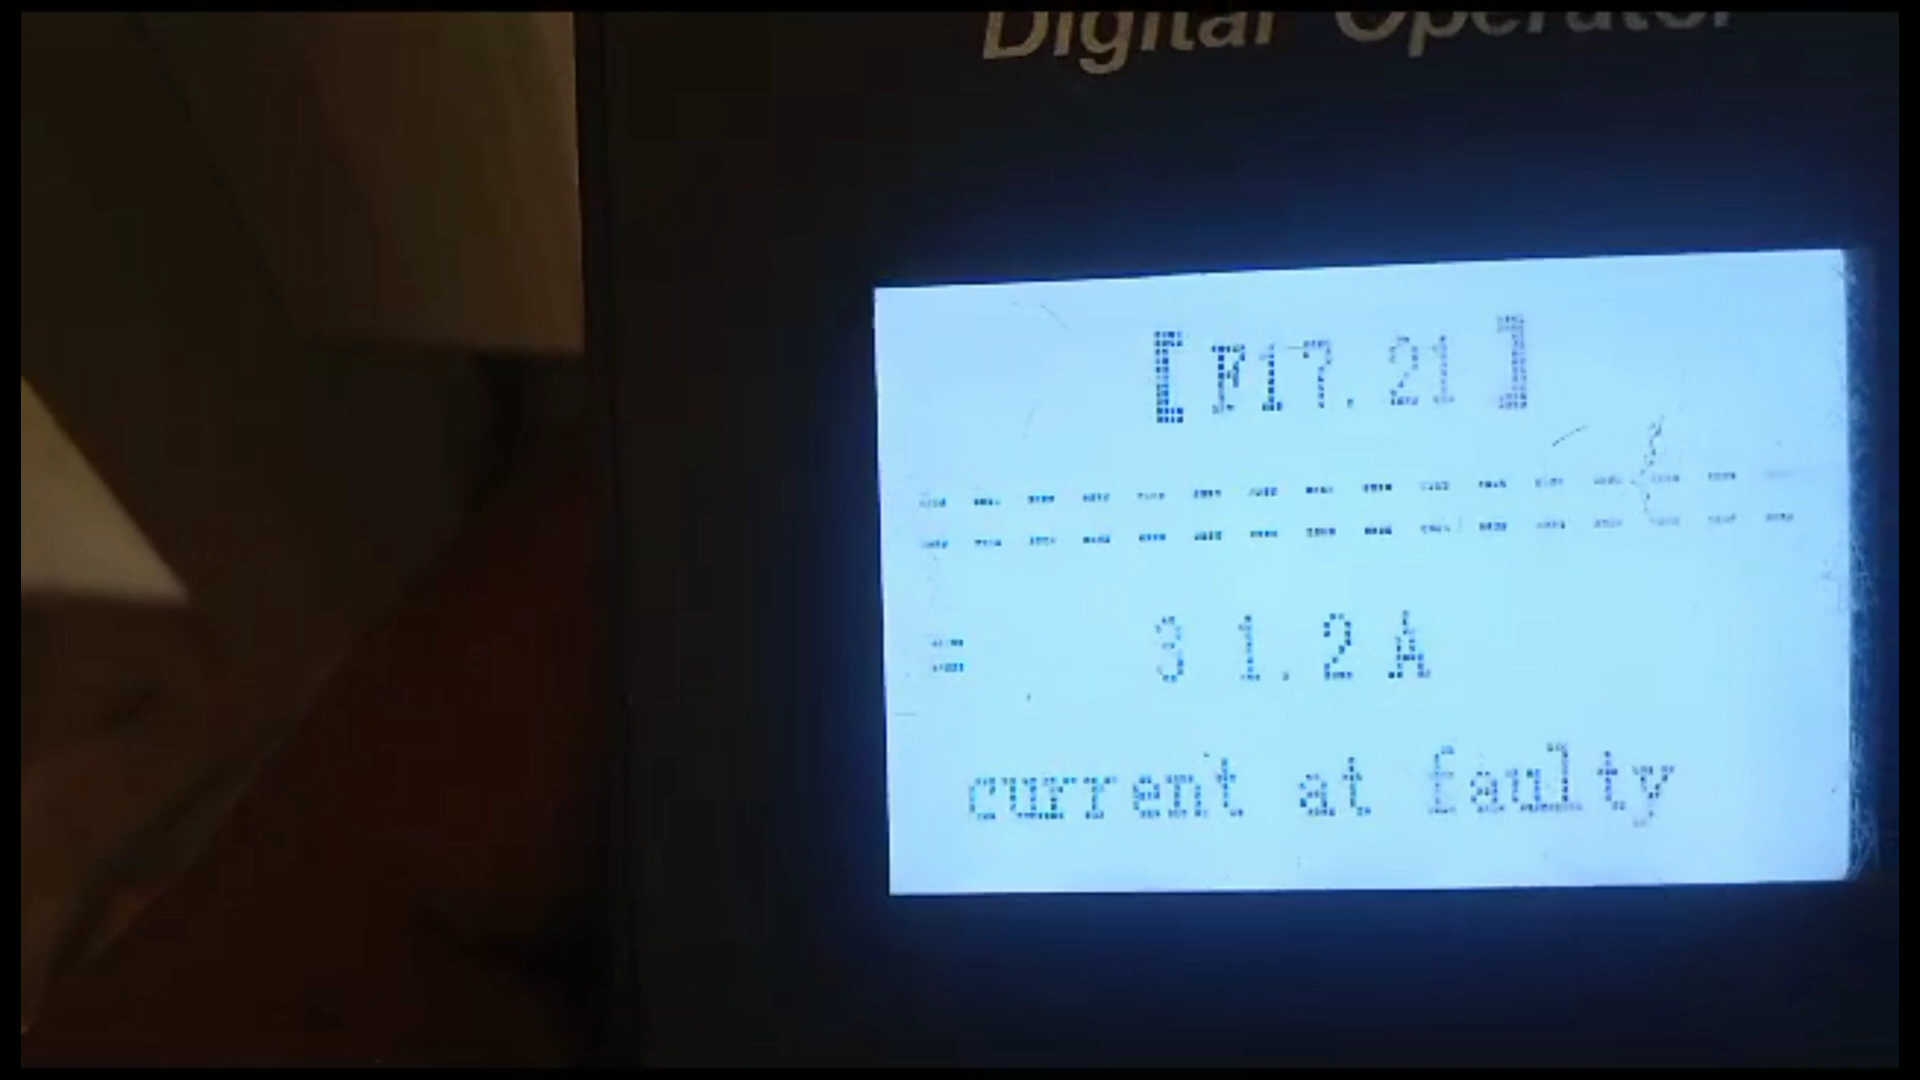 Digital Operator
[F17.21]
= 31.2A
current at faulty